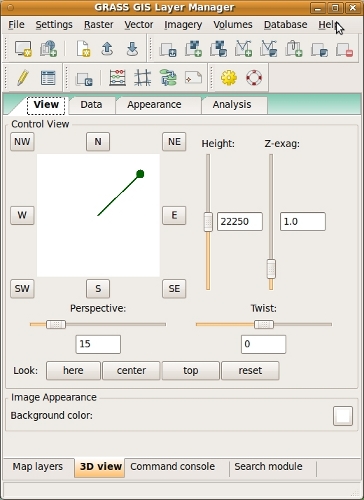 GRASS GIS Layer Manager
File Settings Raster Vector Imagery Volumes Database Help
View Data Appearance Analysis
Control View
NW N NE
Height: Z-exag:
W E 22250 1.0
SW S SE
Perspective: Twist:
15 0
Look: here center top reset
Image Appearance
Background color:
Map layers 3D view Command console Search module